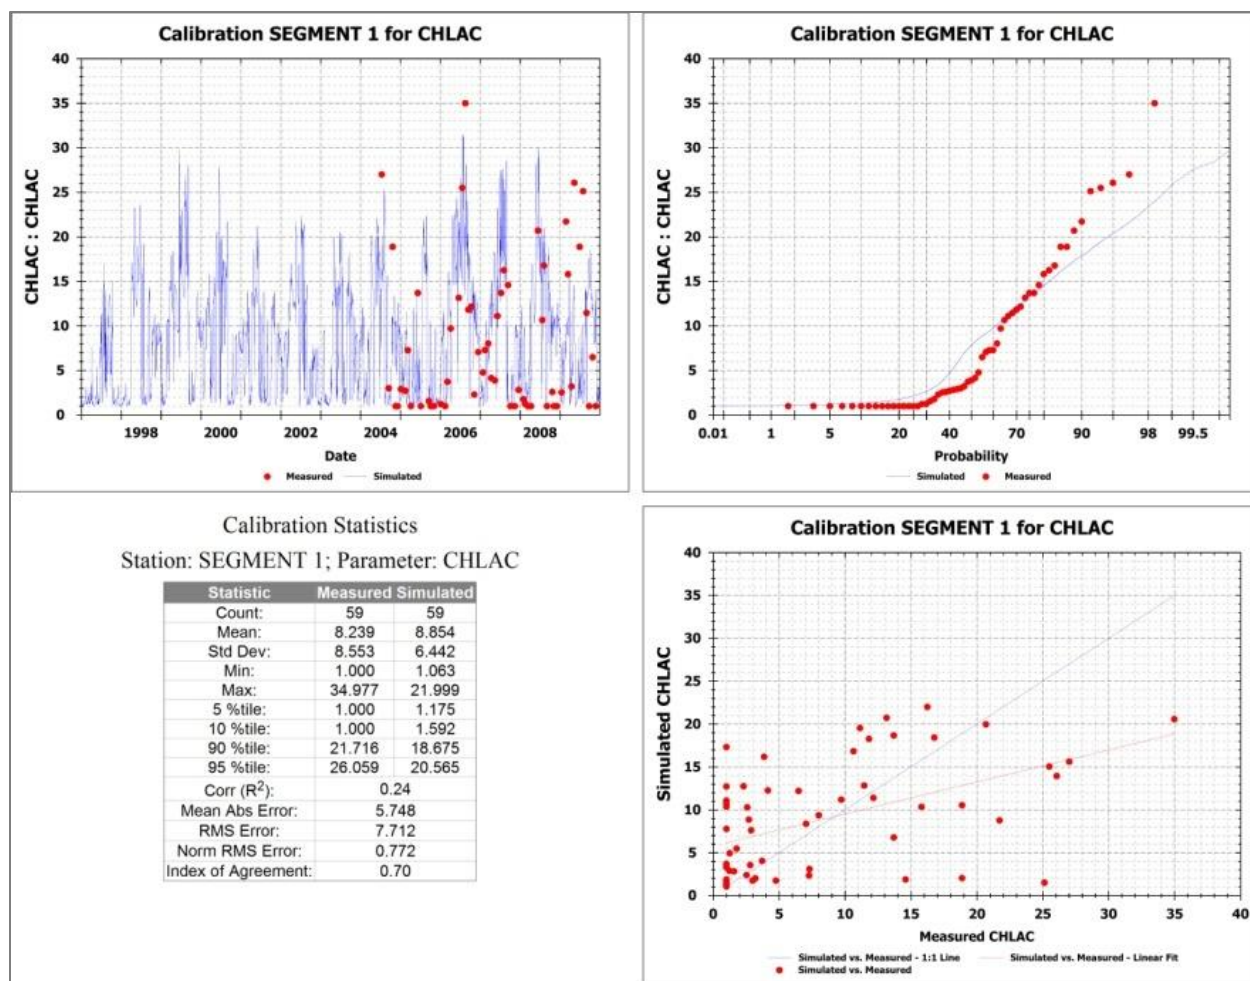 Calibration SEGMENT 1 for CHLAC
40
35
30
25
20
15
10
5
0
CHLAC : CHLAC
1998 2000 2002 2004 2006 2008
Date
Measured Simulated
Calibration SEGMENT 1 for CHLAC
40
35
30
25
20
15
10
5
0
CHLAC : CHLAC
0.01 1 5 20 40 70 90 98 99.5
Probability
Simulated Measured
Calibration Statistics
Station: SEGMENT 1; Parameter: CHLAC
Statistic Measured Simulated
Count: 59 59
Mean: 8.239 8.854
Std Dev: 8.553 6.442
Min: 1.000 1.063
Max: 34.977 21.999
5 %tile: 1.000 1.175
10 %tile: 1.000 1.592
90 %tile: 21.716 18.675
95 %tile: 26.059 20.565
Corr (R²): 0.24
Mean Abs Error: 5.748
RMS Error: 7.712
Norm RMS Error: 0.772
Index of Agreement: 0.70
Calibration SEGMENT 1 for CHLAC
40
35
30
25
20
15
10
5
0
Simulated CHLAC
0 5 10 15 20 25 30 35 40
Measured CHLAC
Simulated vs. Measured - 1:1 Line Simulated vs. Measured - Linear Fit
Simulated vs. Measured